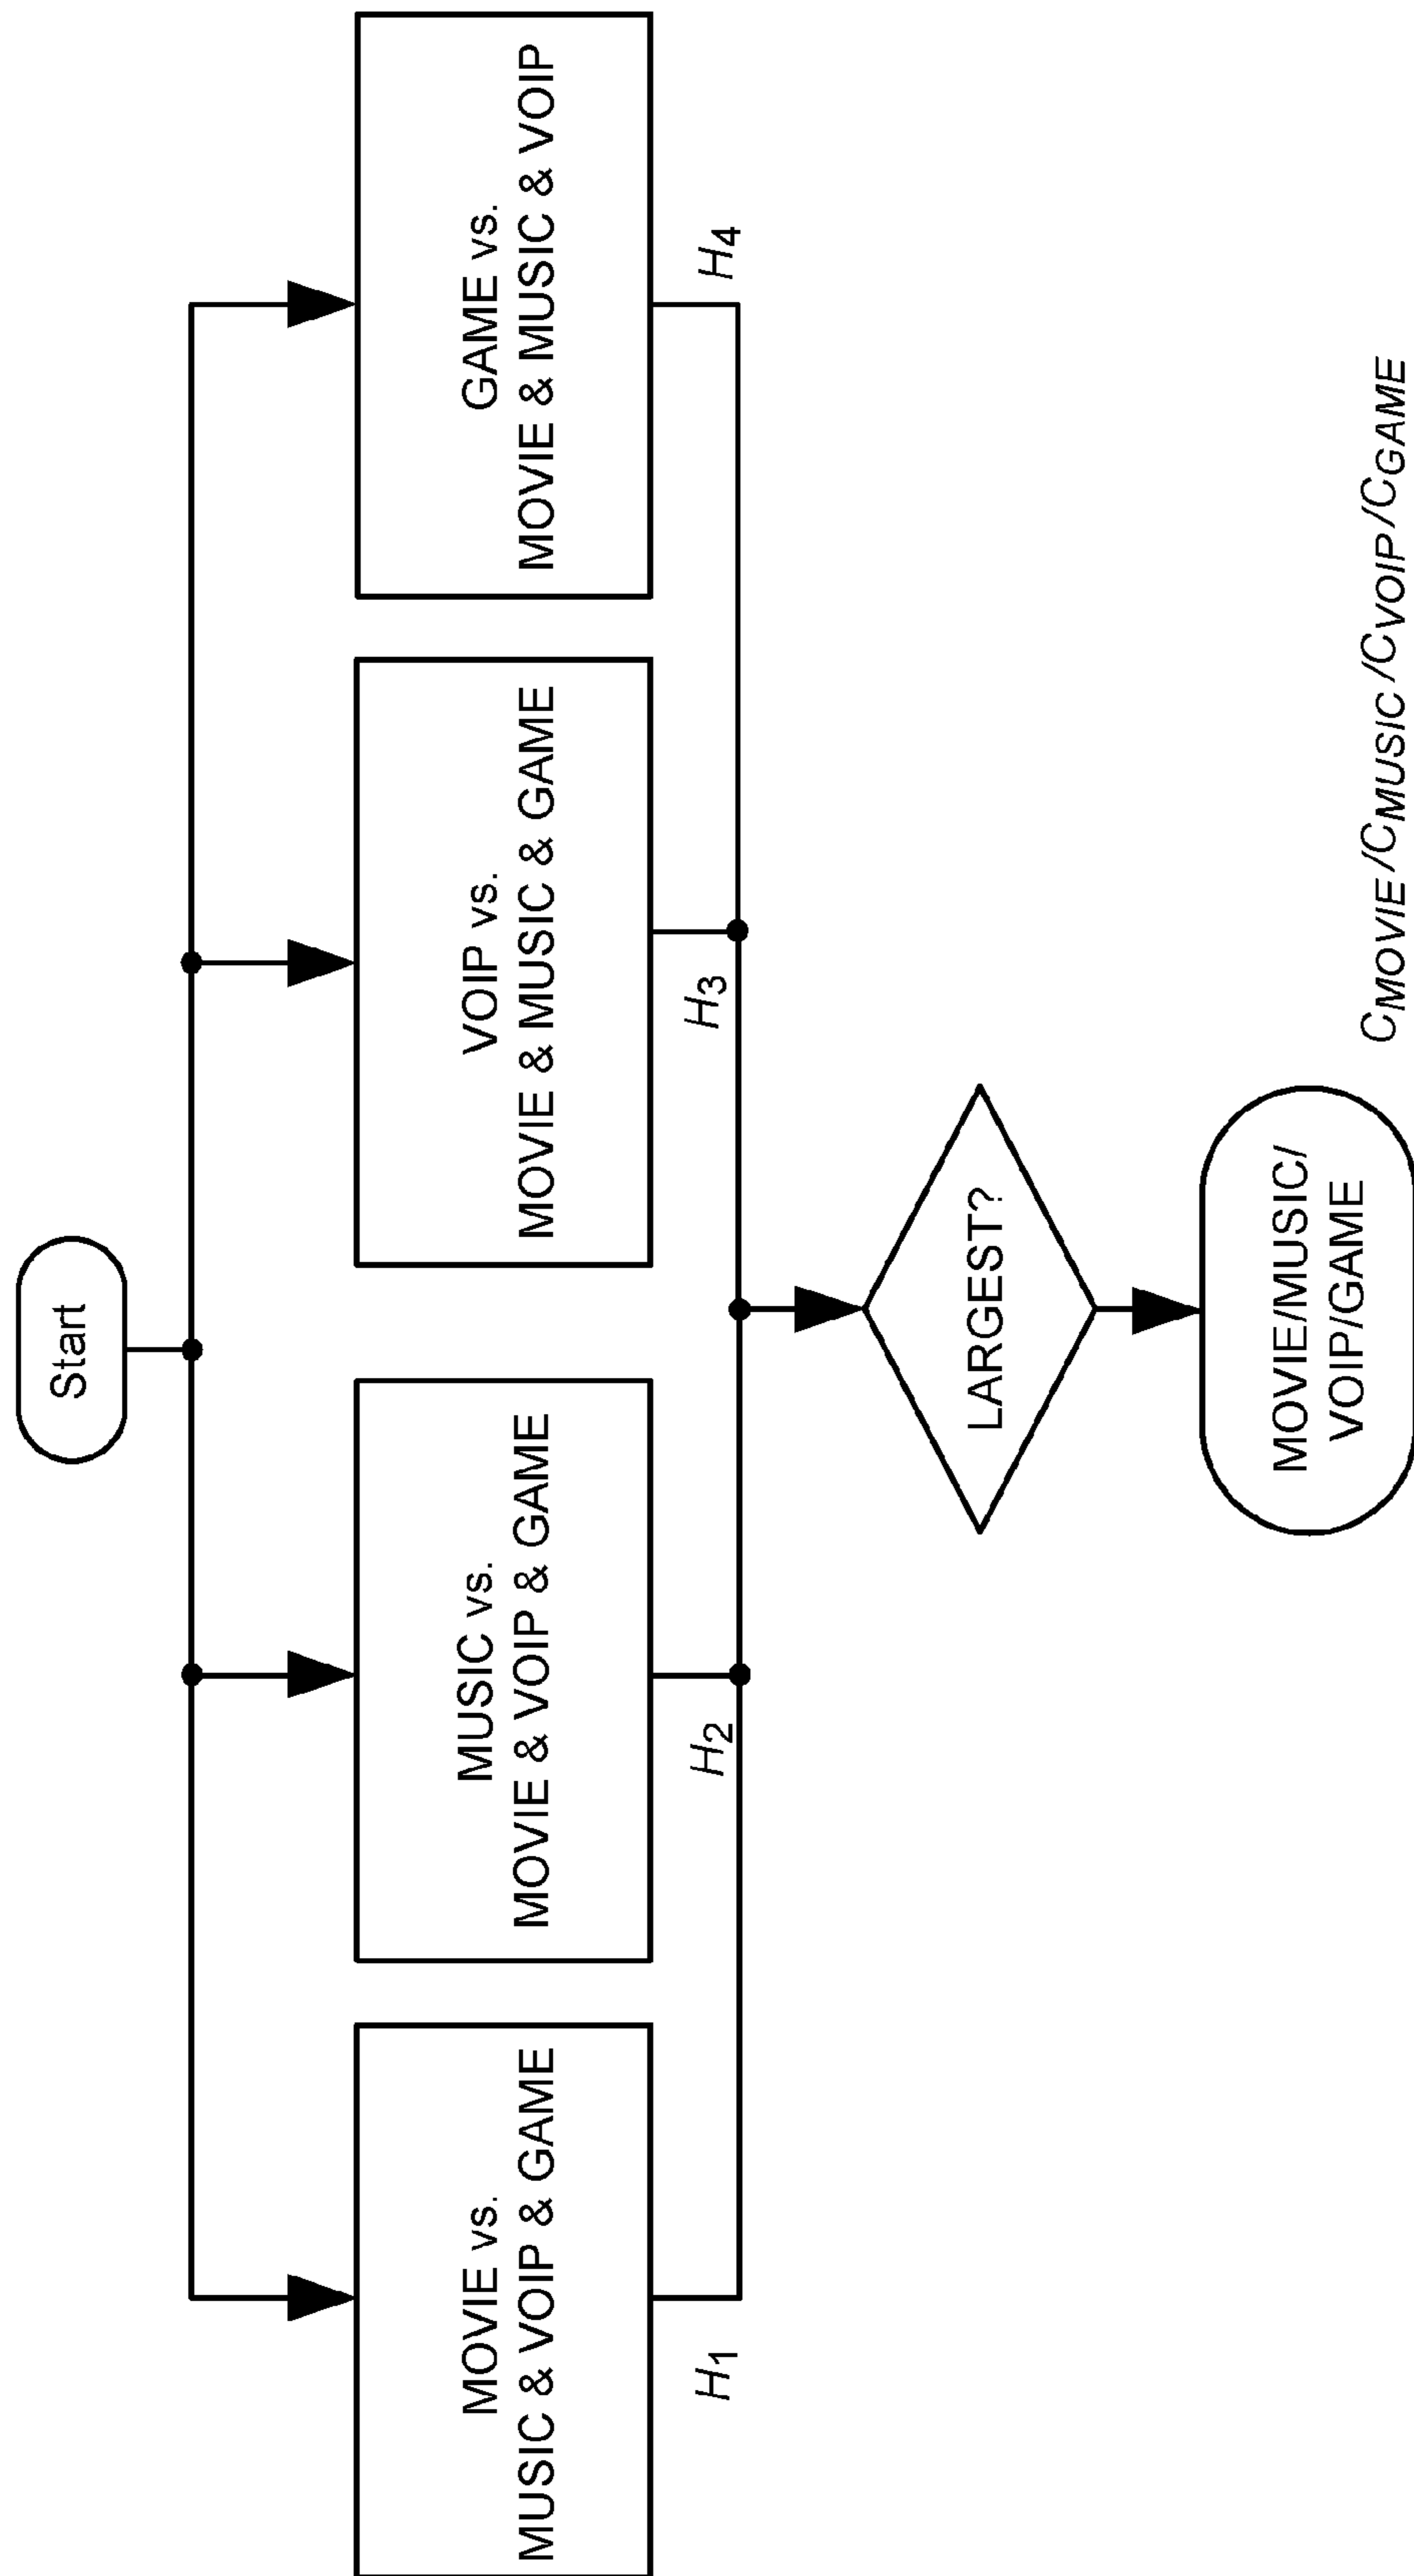 Start
MOVIE vs.
MUSIC & VOIP & GAME
MUSIC vs.
MOVIE & VOIP & GAME
VOIP vs.
MOVIE & MUSIC & GAME
GAME vs.
MOVIE & MUSIC & VOIP
H1
H2
H3
H4
LARGEST?
MOVIE/MUSIC/
VOIP/GAME
CMOVIE/CMUSIC/CVOIP/CGAME